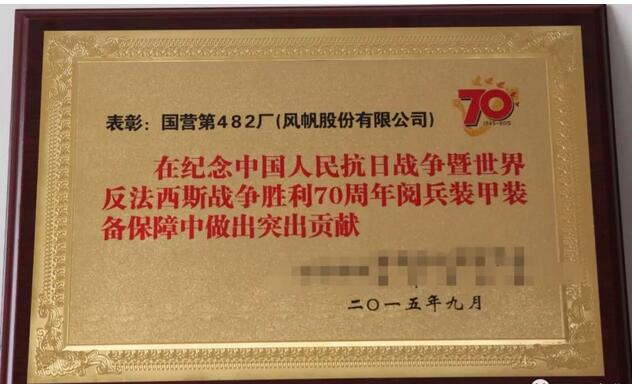 表彰：国营第482厂(风帆股份有限公司)
70
1945-2015
在纪念中国人民抗日战争暨世界
反法西斯战争胜利70周年阅兵装甲装
备保障中做出突出贡献
二〇一五年九月